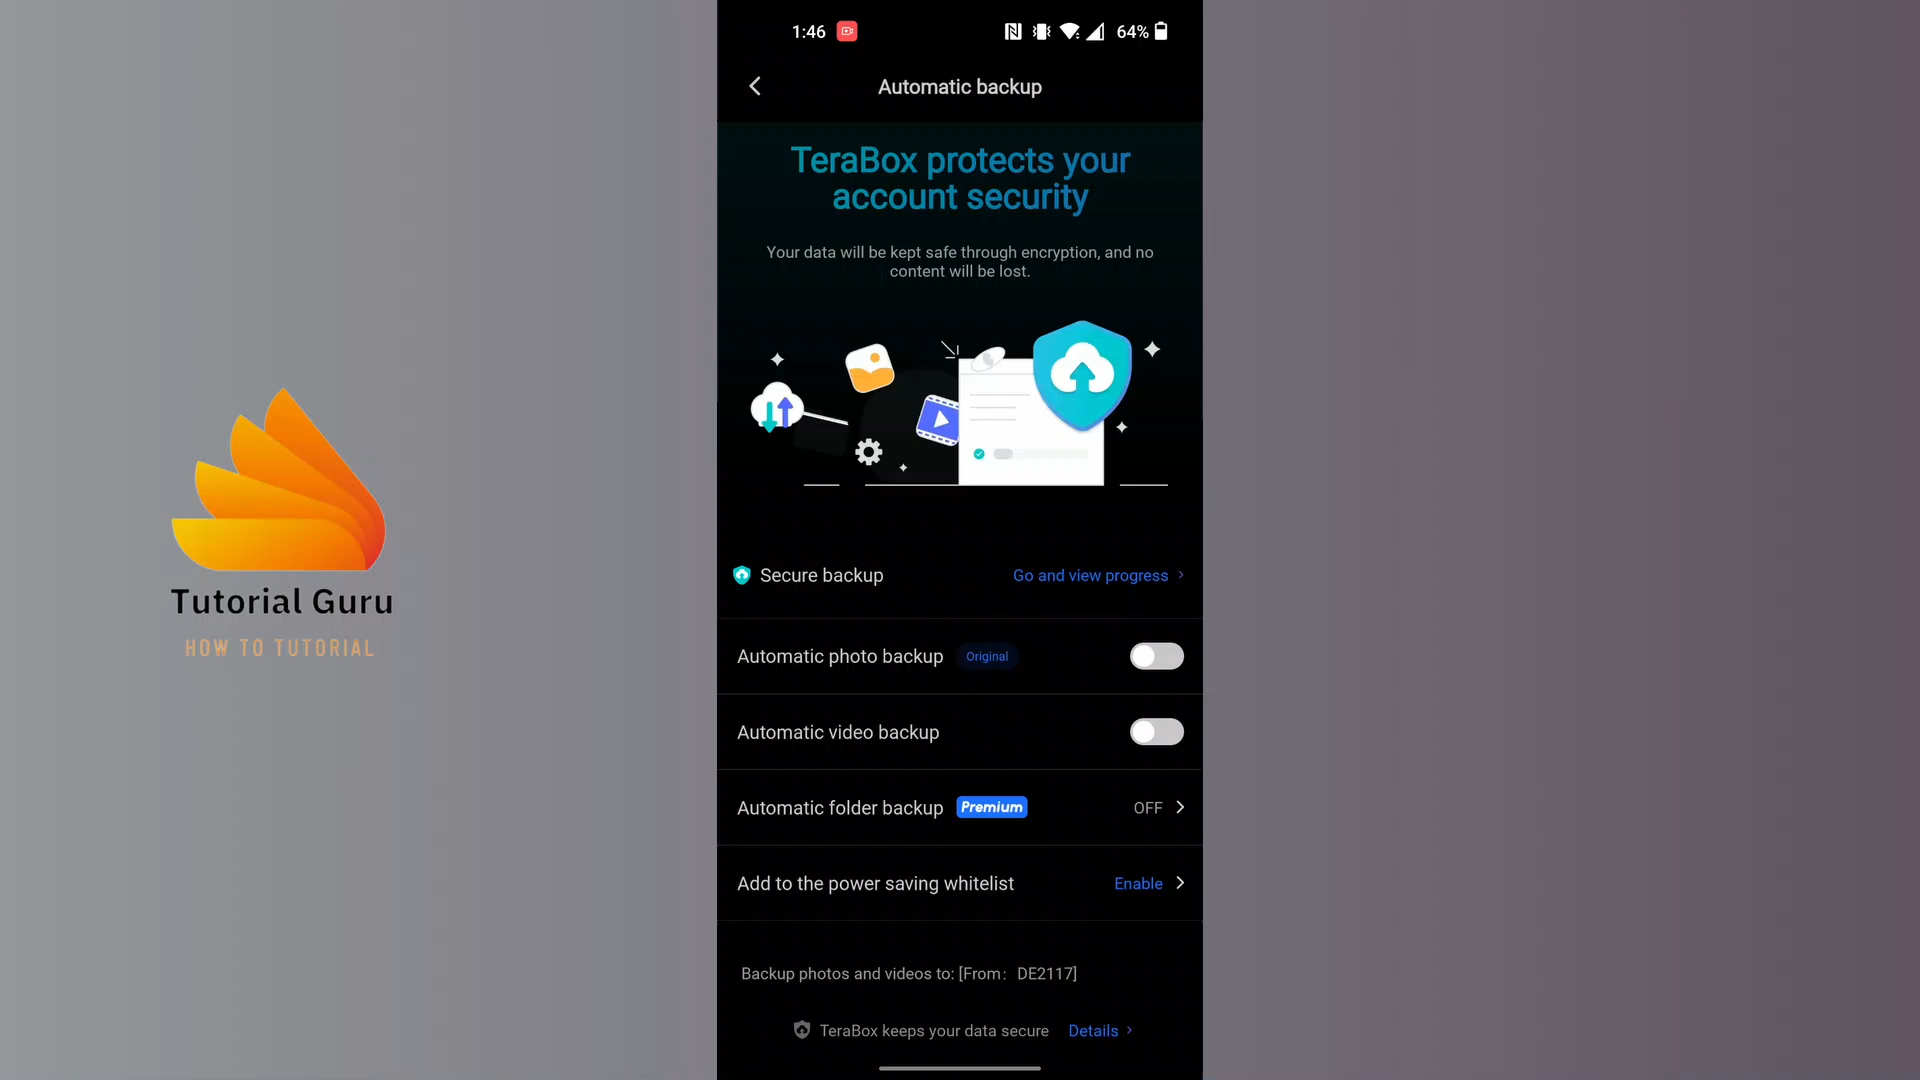 1:46
64%
Automatic backup
TeraBox protects your
account security
Your data will be kept safe through encryption, and no
content will be lost.
Secure backup
Go and view progress
Automatic photo backup Original
Automatic video backup
Automatic folder backup Premium OFF
Add to the power saving whitelist Enable
Backup photos and videos to: [From: DE2117]
TeraBox keeps your data secure Details
Tutorial Guru
HOW TO TUTORIAL